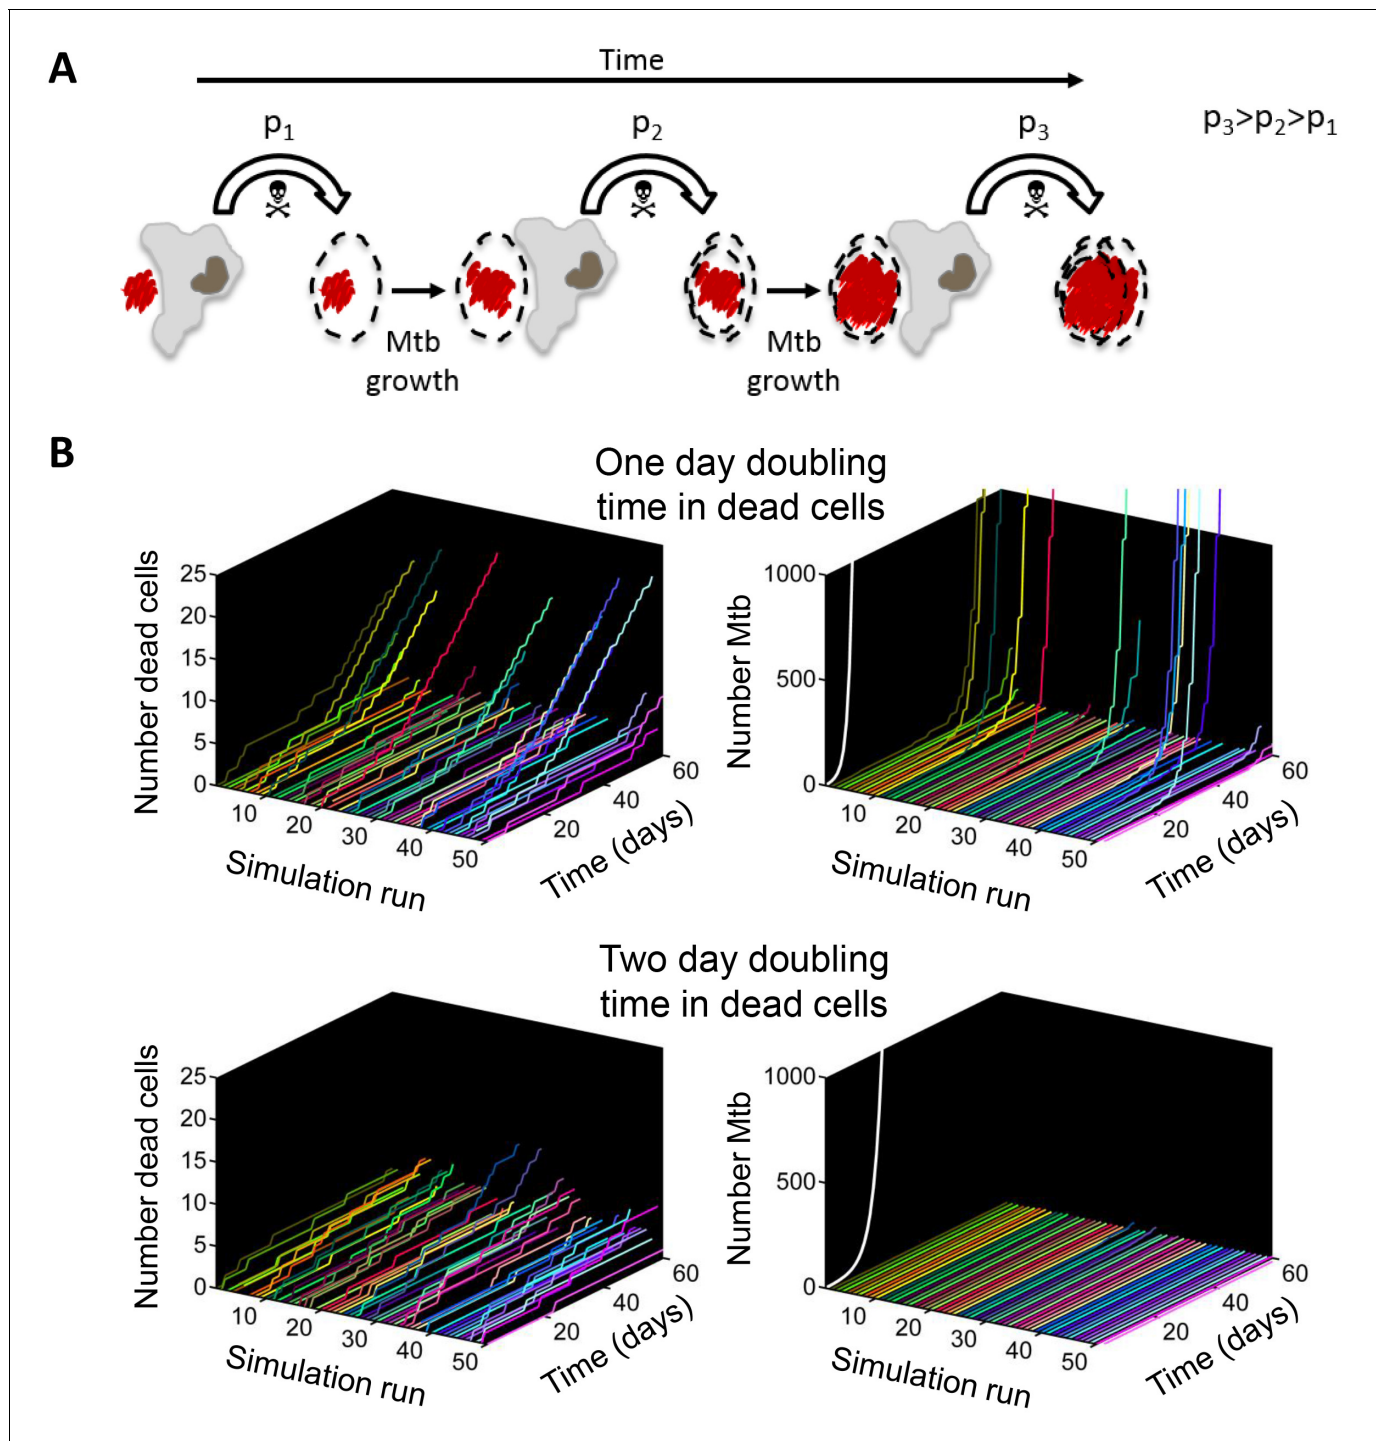 A
Time
p1
p2
p3
p3>p2>p1
Mtb
growth
Mtb
growth
B
One day doubling
time in dead cells
Number dead cells
25
20
15
10
5
0
10
20
30
40
50
Simulation run
20
40
60
Time (days)
Number Mtb
1000
500
0
10
20
30
40
50
Simulation run
20
40
60
Time (days)
Two day doubling
time in dead cells
Number dead cells
25
20
15
10
5
0
10
20
30
40
50
Simulation run
20
40
60
Time (days)
Number Mtb
1000
500
0
10
20
30
40
50
Simulation run
20
40
60
Time (days)